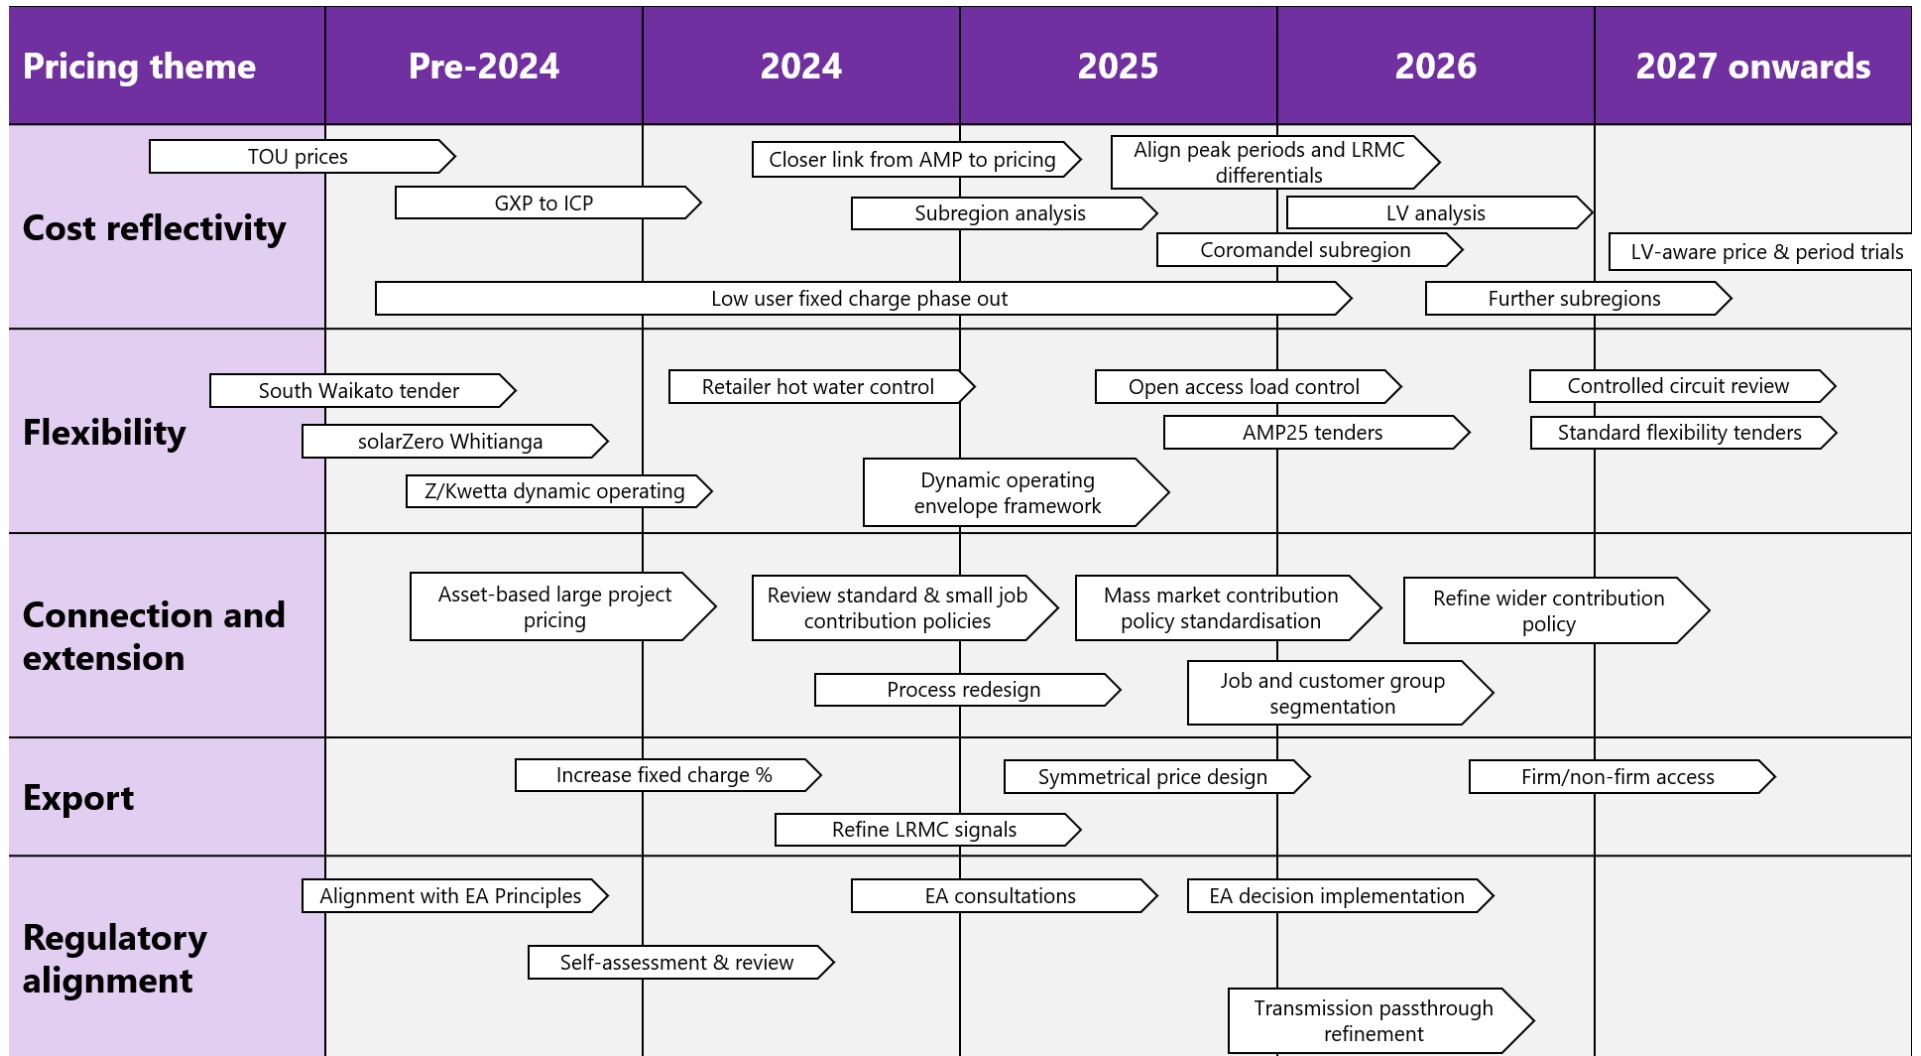 Pricing theme
Pre-2024
2024
2025
2026
2027 onwards
Cost reflectivity
TOU prices
GXP to ICP
Closer link from AMP to pricing
Subregion analysis
Align peak periods and LRMC
differentials
LV analysis
Coromandel subregion
LV-aware price & period trials
Low user fixed charge phase out
Further subregions
Flexibility
South Waikato tender
solarZero Whitianga
Z/Kwetta dynamic operating
Retailer hot water control
Dynamic operating
envelope framework
Open access load control
AMP25 tenders
Controlled circuit review
Standard flexibility tenders
Connection and
extension
Asset-based large project
pricing
Review standard & small job
contribution policies
Process redesign
Mass market contribution
policy standardisation
Job and customer group
segmentation
Refine wider contribution
policy
Export
Increase fixed charge %
Refine LRMC signals
Symmetrical price design
Firm/non-firm access
Regulatory
alignment
Alignment with EA Principles
Self-assessment & review
EA consultations
EA decision implementation
Transmission passthrough
refinement